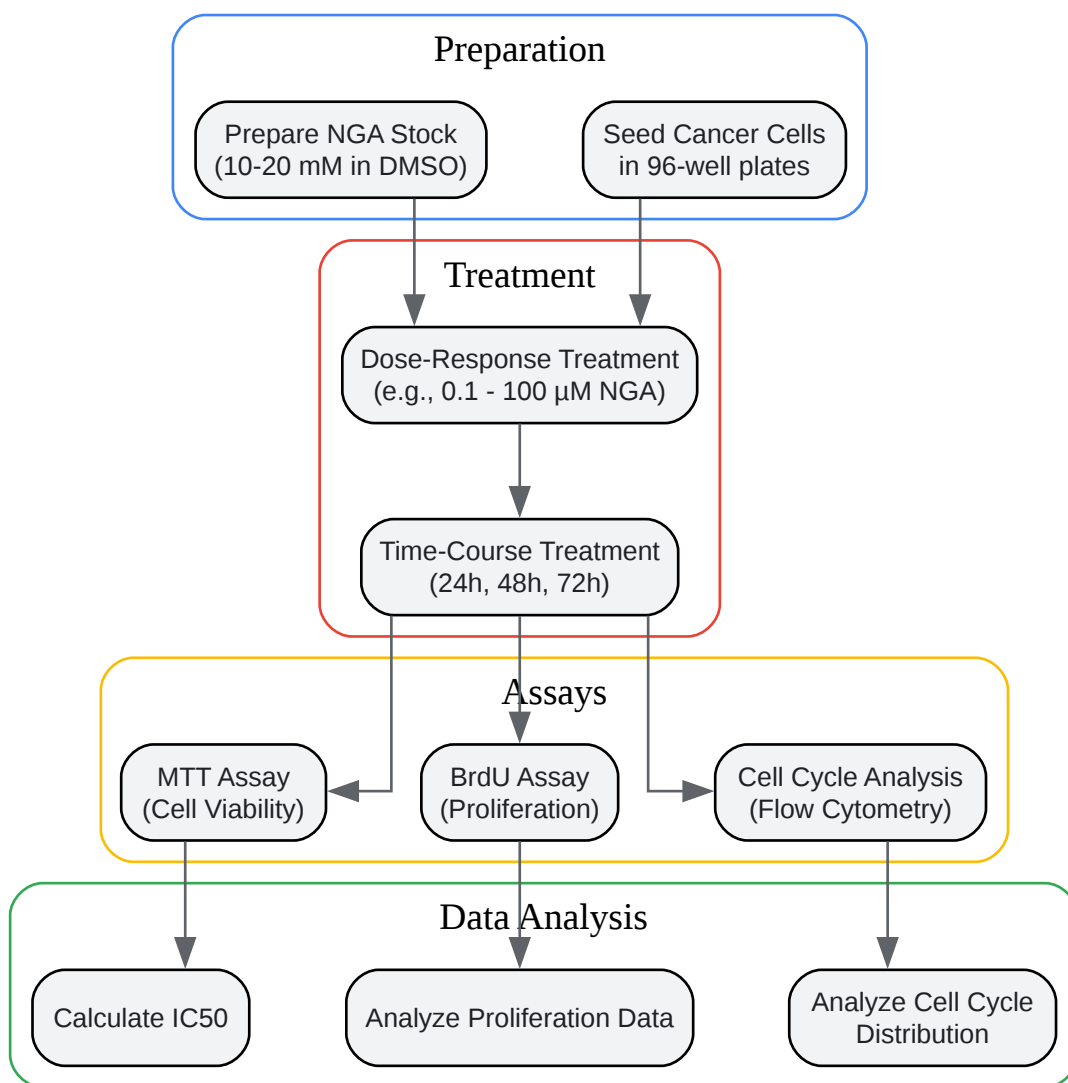 Preparation
Prepare NGA Stock
(10-20 mM in DMSO)
Seed Cancer Cells
in 96-well plates
Treatment
Dose-Response Treatment
(e.g., 0.1 - 100 µM NGA)
Time-Course Treatment
(24h, 48h, 72h)
Assays
MTT Assay
(Cell Viability)
BrdU Assay
(Proliferation)
Cell Cycle Analysis
(Flow Cytometry)
Data Analysis
Calculate IC50
Analyze Proliferation Data
Analyze Cell Cycle
Distribution